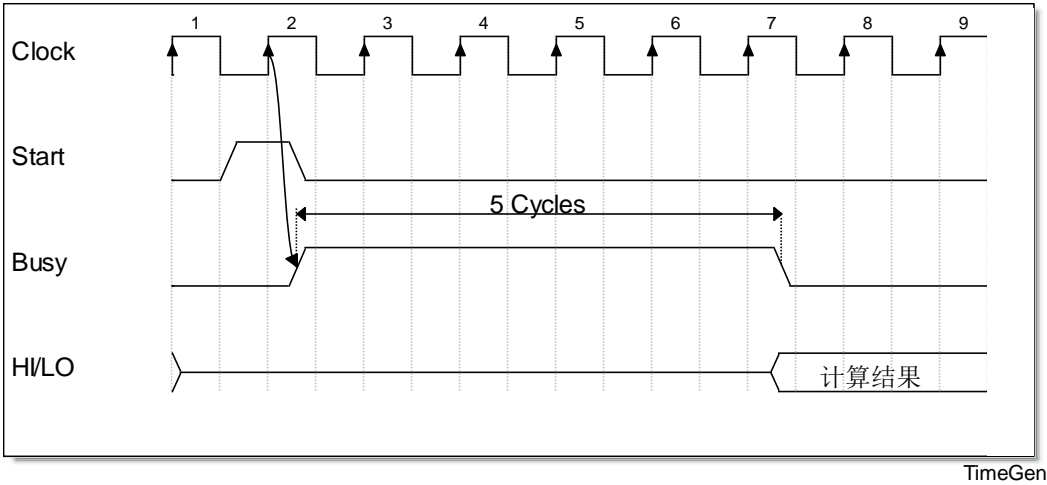 1 2 3 4 5 6 7 8 9
Clock
Start
5 Cycles
Busy
HI/LO
计算结果
TimeGen